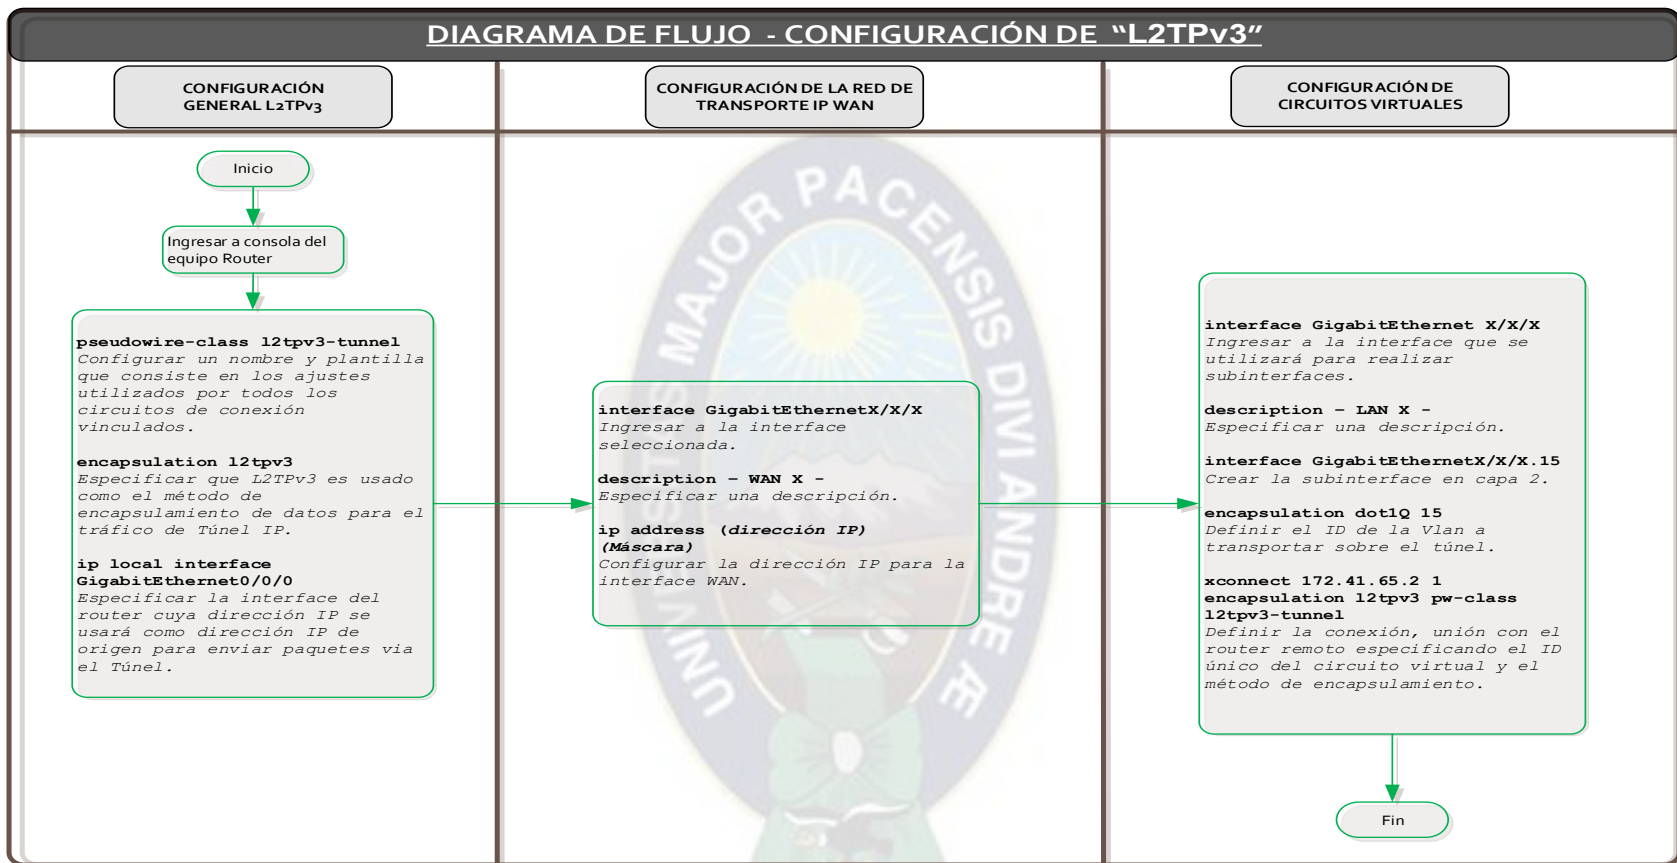 DIAGRAMA DE FLUJO - CONFIGURACIÓN DE “L2TPv3”
CONFIGURACIÓN
GENERAL L2TPv3
CONFIGURACIÓN DE LA RED DE
TRANSPORTE IP WAN
CONFIGURACIÓN DE
CIRCUITOS VIRTUALES
Inicio
Ingresar a consola del
equipo Router
pseudowire-class l2tpv3-tunnel
Configurar un nombre y plantilla
que consiste en los ajustes
utilizados por todos los
circuitos de conexión
vinculados.
encapsulation l2tpv3
Especificar que L2TPv3 es usado
como el método de
encapsulamiento de datos para el
tráfico de Túnel IP.
ip local interface
GigabitEthernet0/0/0
Especificar la interface del
router cuya dirección IP se
usará como dirección IP de
origen para enviar paquetes via
el Túnel.
interface GigabitEthernetX/X/X
Ingresar a la interface
seleccionada.
description – WAN X -
Especificar una descripción.
ip address (dirección IP)
(Máscara)
Configurar la dirección IP para la
interface WAN.
interface GigabitEthernet X/X/X
Ingresar a la interface que se
utilizará para realizar
subinterfaces.
description – LAN X -
Especificar una descripción.
interface GigabitEthernetX/X/X.15
Crear la subinterface en capa 2.
encapsulation dot1Q 15
Definir el ID de la Vlan a
transportar sobre el túnel.
xconnect 172.41.65.2 1
encapsulation l2tpv3 pw-class
l2tpv3-tunnel
Definir la conexión, unión con el
router remoto especificando el ID
único del circuito virtual y el
método de encapsulamiento.
Fin
UNIVERSITAS MAJOR PACENSIS DIVI ANDRE Æ